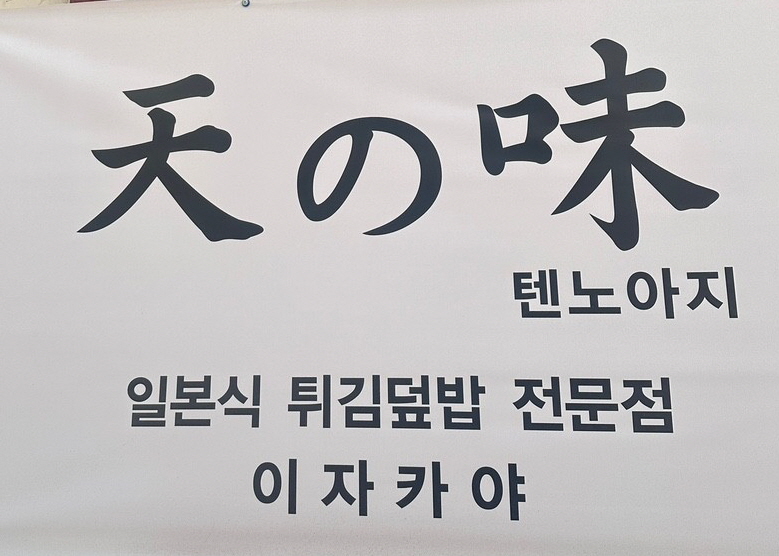 天の味
텐노아지
일본식 튀김덮밥 전문점
이자카야